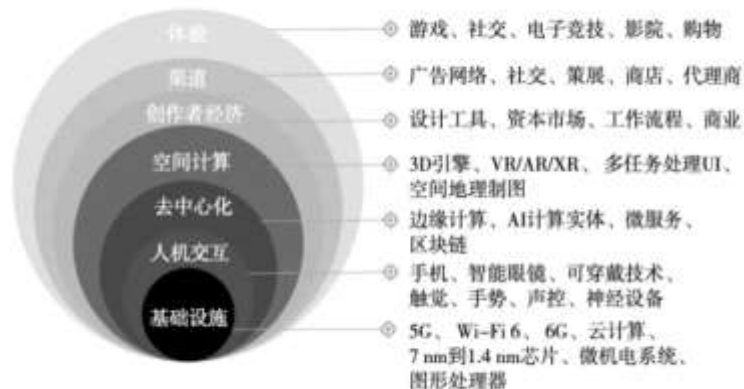 体验
游戏、社交、电子竞技、影院、购物
渠道
广告网络、社交、策展、商店、代理商
创作者经济
设计工具、资本市场、工作流程、商业
空间计算
3D引擎、VR/AR/XR、多任务处理UI、
空间地理制图
去中心化
边缘计算、AI计算实体、微服务、
区块链
人机交互
手机、智能眼镜、可穿戴技术、
触觉、手势、声控、神经设备
基础设施
5G、Wi-Fi 6、6G、云计算、
7 nm到1.4 nm芯片、微机电系统、
图形处理器